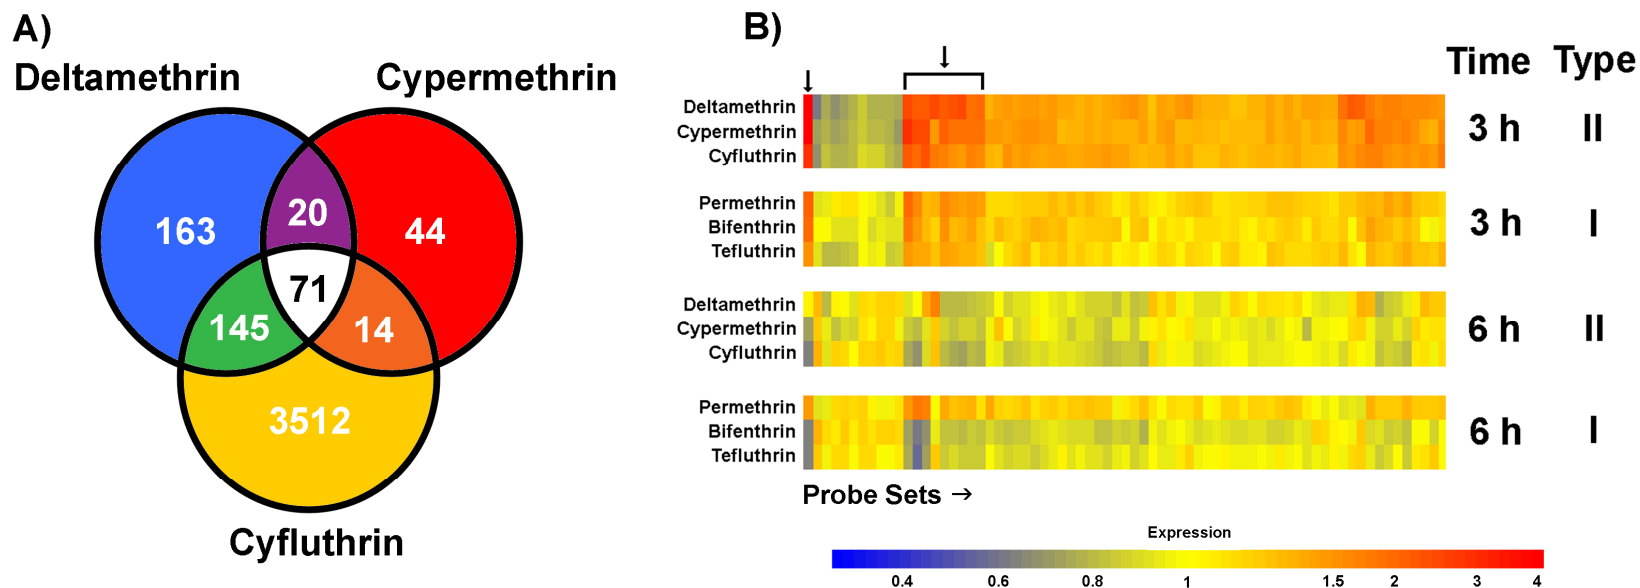 A)
Deltamethrin Cypermethrin
163 20 44
71
145 14
3512
Cyfluthrin
B)
Time Type
Deltamethrin
Cypermethrin 3 h II
Cyfluthrin
Permethrin
Bifenthrin 3 h I
Tefluthrin
Deltamethrin
Cypermethrin 6 h II
Cyfluthrin
Permethrin
Bifenthrin 6 h I
Tefluthrin
Probe Sets →
Expression
0.4 0.6 0.8 1 1.5 2 3 4